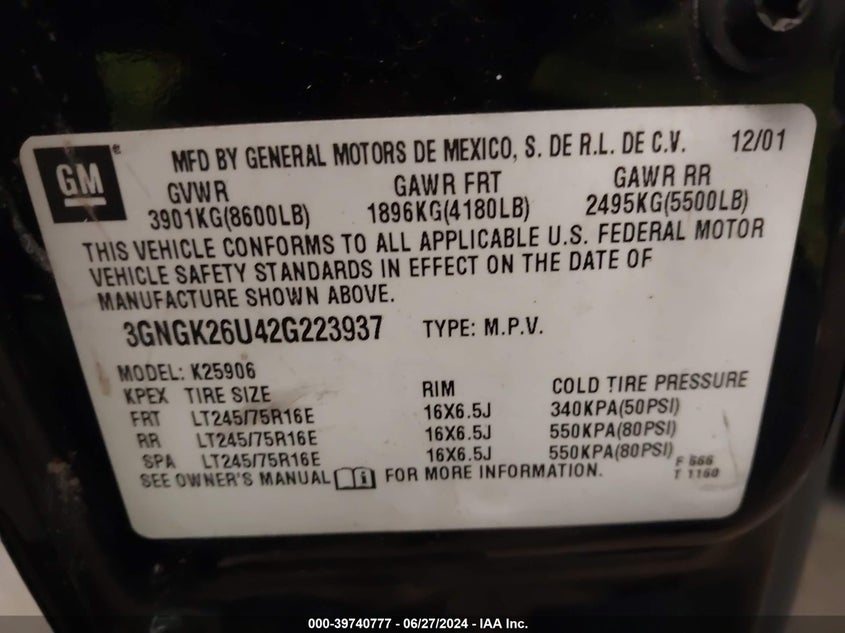 GM®
MFD BY GENERAL MOTORS DE MEXICO, S. DE R.L. DE C.V. 12/01
GVWR GAWR FRT GAWR RR
3901KG(8600LB) 1896KG(4180LB) 2495KG(5500LB)
THIS VEHICLE CONFORMS TO ALL APPLICABLE U.S. FEDERAL MOTOR
VEHICLE SAFETY STANDARDS IN EFFECT ON THE DATE OF
MANUFACTURE SHOWN ABOVE.
3GNGK26U42G223937 TYPE: M.P.V.
MODEL: K25906
KPEX TIRE SIZE RIM COLD TIRE PRESSURE
FRT LT245/75R16E 16X6.5J 340KPA(50PSI)
RR LT245/75R16E 16X6.5J 550KPA(80PSI)
SPA LT245/75R16E 16X6.5J 550KPA(80PSI)
SEE OWNER'S MANUAL FOR MORE INFORMATION.
F 666
T 1160
000-39740777 - 06/27/2024 - IAA Inc.